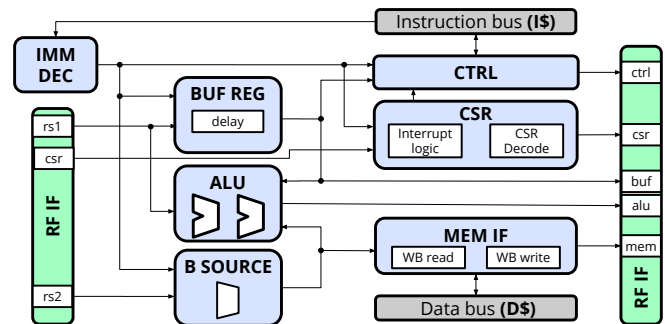 Instruction bus (I$)
IMM
DEC
CTRL
ctrl
BUF REG
delay
CSR
Interrupt
logic
CSR
Decode
rs1
csr
csr
RF IF
ALU
buf
alu
MEM IF
WB read
WB write
mem
B SOURCE
rs2
RF IF
Data bus (D$)